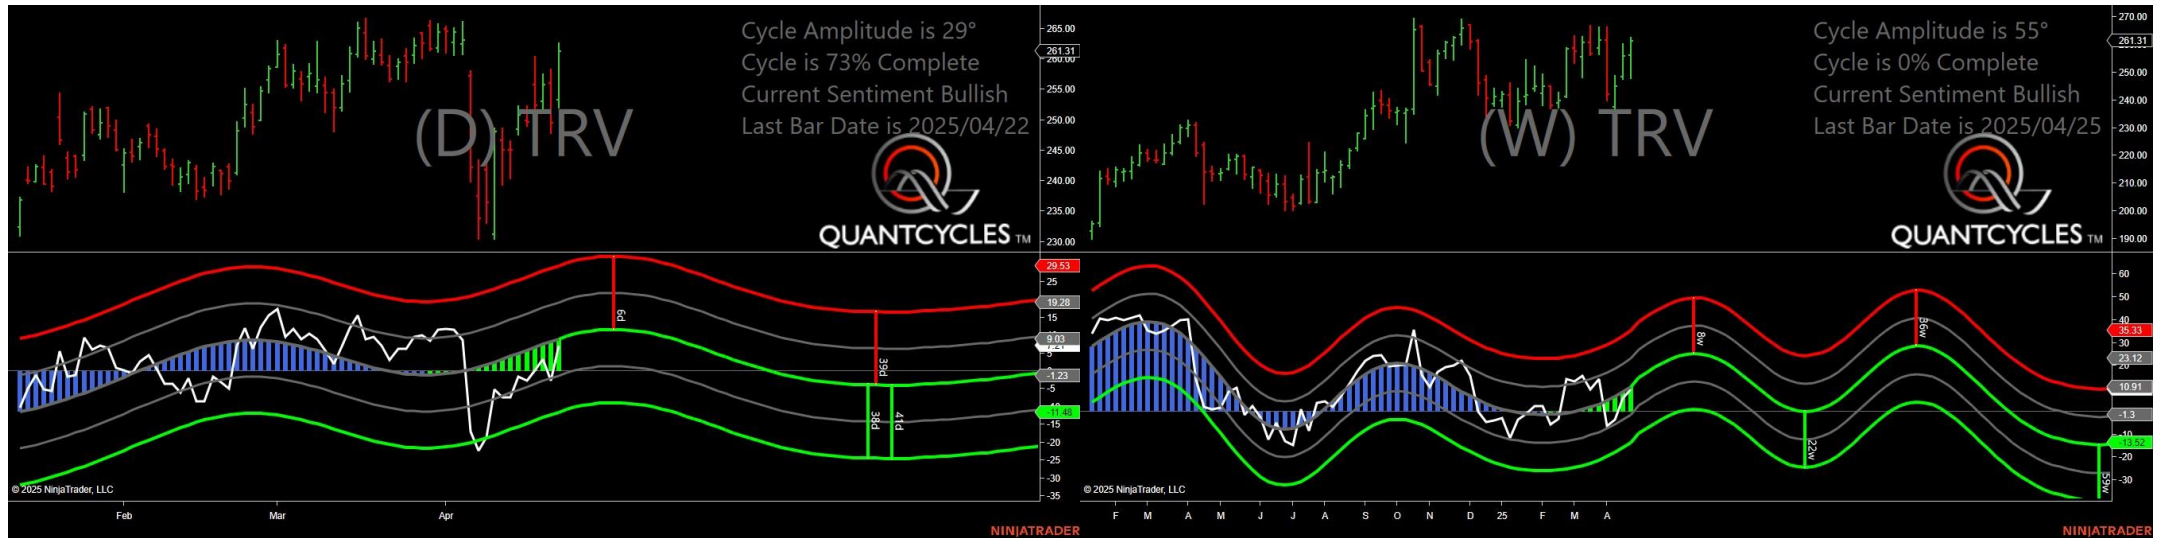 Cycle Amplitude is 29°
Cycle is 73% Complete
Current Sentiment Bullish
Last Bar Date is 2025/04/22
(D) TRV
QUANTCYCLES TM
265.00
261.31
260.00
255.00
250.00
245.00
240.00
235.00
230.00
29.53
25
19.28
15
9.03
5
-1.23
-5
-11.48
-15
-20
-25
-30
-35
6d
39d
38d
41d
© 2025 NinjaTrader, LLC
Feb Mar Apr
NINJATRADER
Cycle Amplitude is 55°
Cycle is 0% Complete
Current Sentiment Bullish
Last Bar Date is 2025/04/25
(W) TRV
QUANTCYCLES TM
270.00
261.31
250.00
240.00
230.00
220.00
210.00
200.00
190.00
60
50
40
35.33
30
23.12
20
10.91
-1.3
-10
-13.52
-20
-30
8w
22w
36w
59w
© 2025 NinjaTrader, LLC
F M A M J J A S O N D 25 F M A
NINJATRADER